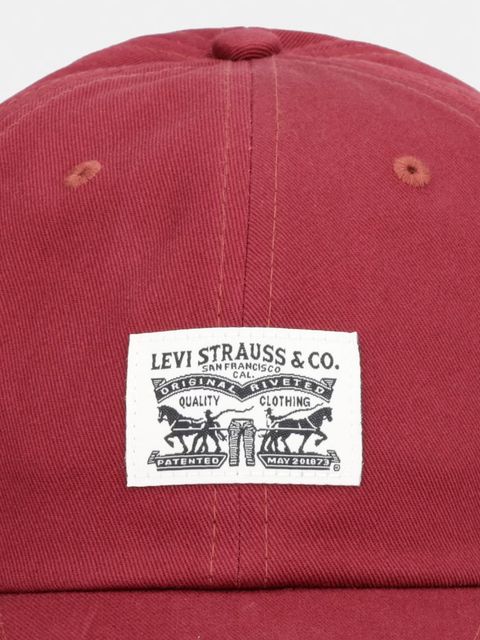 LEVI STRAUSS & CO.
SAN FRANCISCO
CAL.
ORIGINAL RIVETED
QUALITY CLOTHING
PATENTED MAY 20 1873